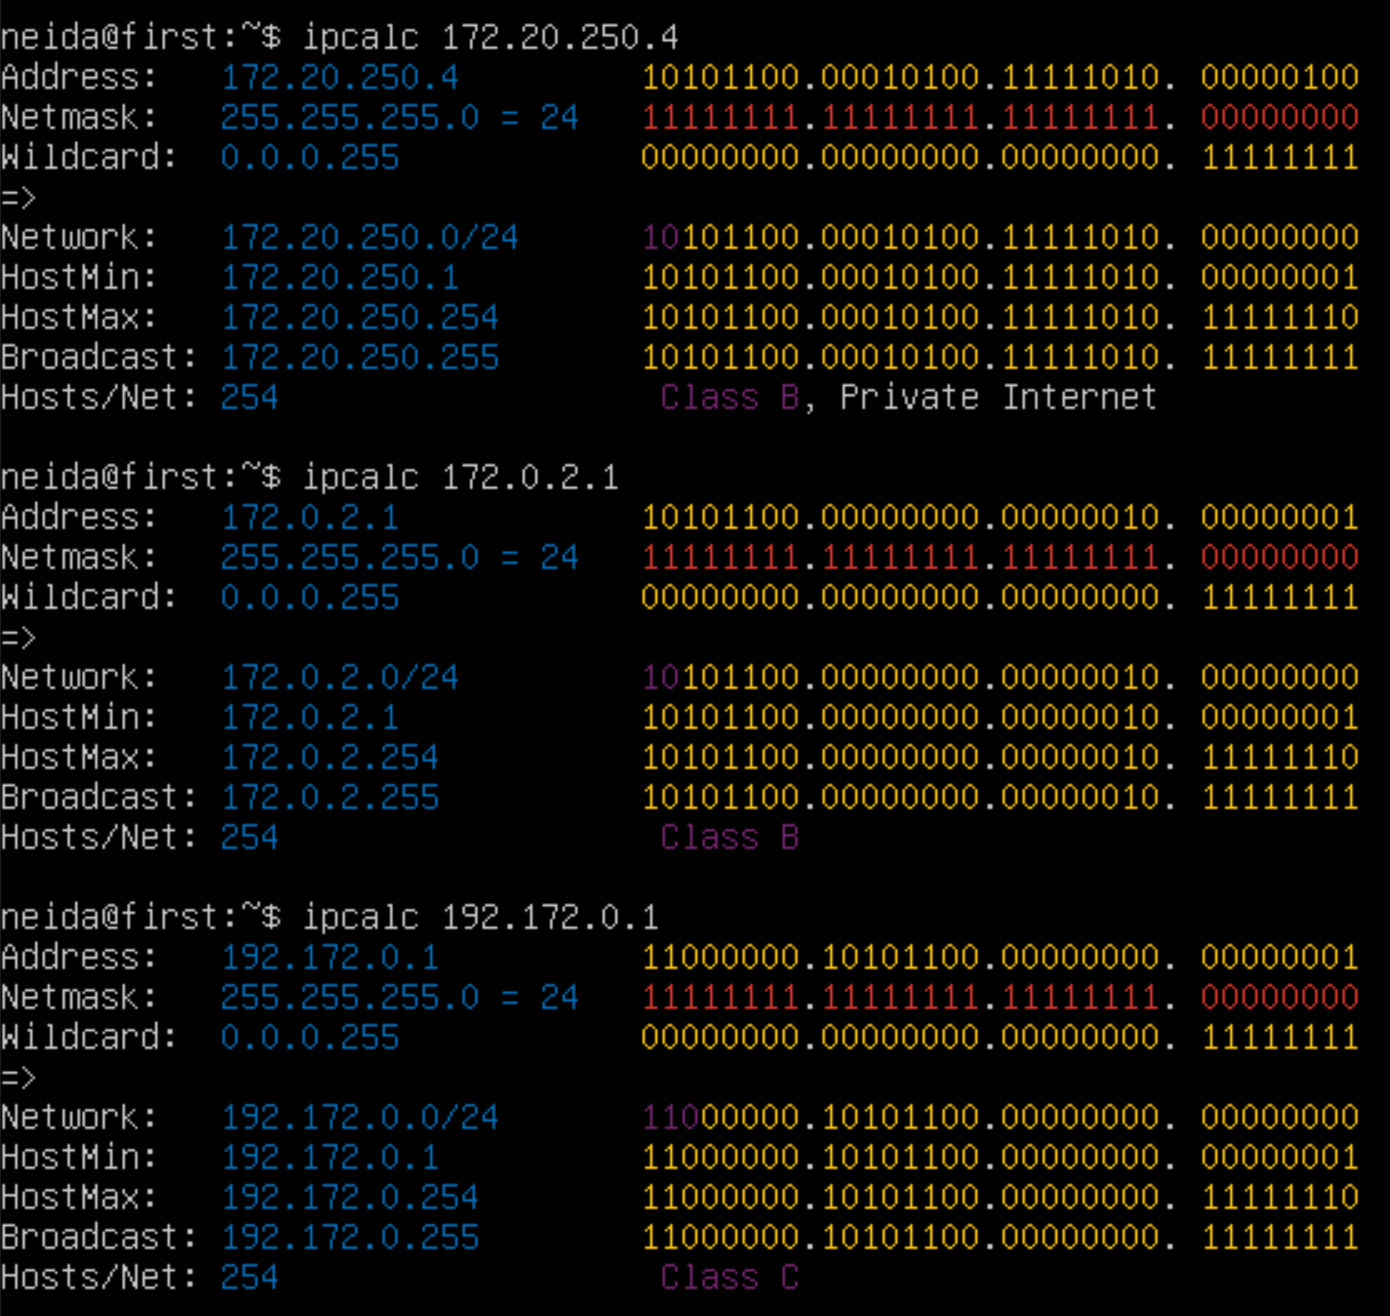 neida@first:~$ ipcalc 172.20.250.4
Address:   172.20.250.4         10101100.00010100.11111010. 00000100
Netmask:   255.255.255.0 = 24   11111111.11111111.11111111. 00000000
Wildcard:  0.0.0.255            00000000.00000000.00000000. 11111111
=>
Network:   172.20.250.0/24      10101100.00010100.11111010. 00000000
HostMin:   172.20.250.1         10101100.00010100.11111010. 00000001
HostMax:   172.20.250.254       10101100.00010100.11111010. 11111110
Broadcast: 172.20.250.255       10101100.00010100.11111010. 11111111
Hosts/Net: 254                   Class B, Private Internet

neida@first:~$ ipcalc 172.0.2.1
Address:   172.0.2.1            10101100.00000000.00000010. 00000001
Netmask:   255.255.255.0 = 24   11111111.11111111.11111111. 00000000
Wildcard:  0.0.0.255            00000000.00000000.00000000. 11111111
=>
Network:   172.0.2.0/24         10101100.00000000.00000010. 00000000
HostMin:   172.0.2.1            10101100.00000000.00000010. 00000001
HostMax:   172.0.2.254          10101100.00000000.00000010. 11111110
Broadcast: 172.0.2.255          10101100.00000000.00000010. 11111111
Hosts/Net: 254                   Class B

neida@first:~$ ipcalc 192.172.0.1
Address:   192.172.0.1          11000000.10101100.00000000. 00000001
Netmask:   255.255.255.0 = 24   11111111.11111111.11111111. 00000000
Wildcard:  0.0.0.255            00000000.00000000.00000000. 11111111
=>
Network:   192.172.0.0/24       11000000.10101100.00000000. 00000000
HostMin:   192.172.0.1          11000000.10101100.00000000. 00000001
HostMax:   192.172.0.254        11000000.10101100.00000000. 11111110
Broadcast: 192.172.0.255        11000000.10101100.00000000. 11111111
Hosts/Net: 254                   Class C